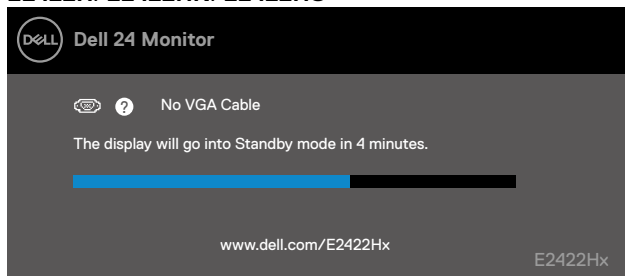 DELL Dell 24 Monitor
? No VGA Cable
The display will go into Standby mode in 4 minutes.
www.dell.com/E2422Hx
E2422Hx